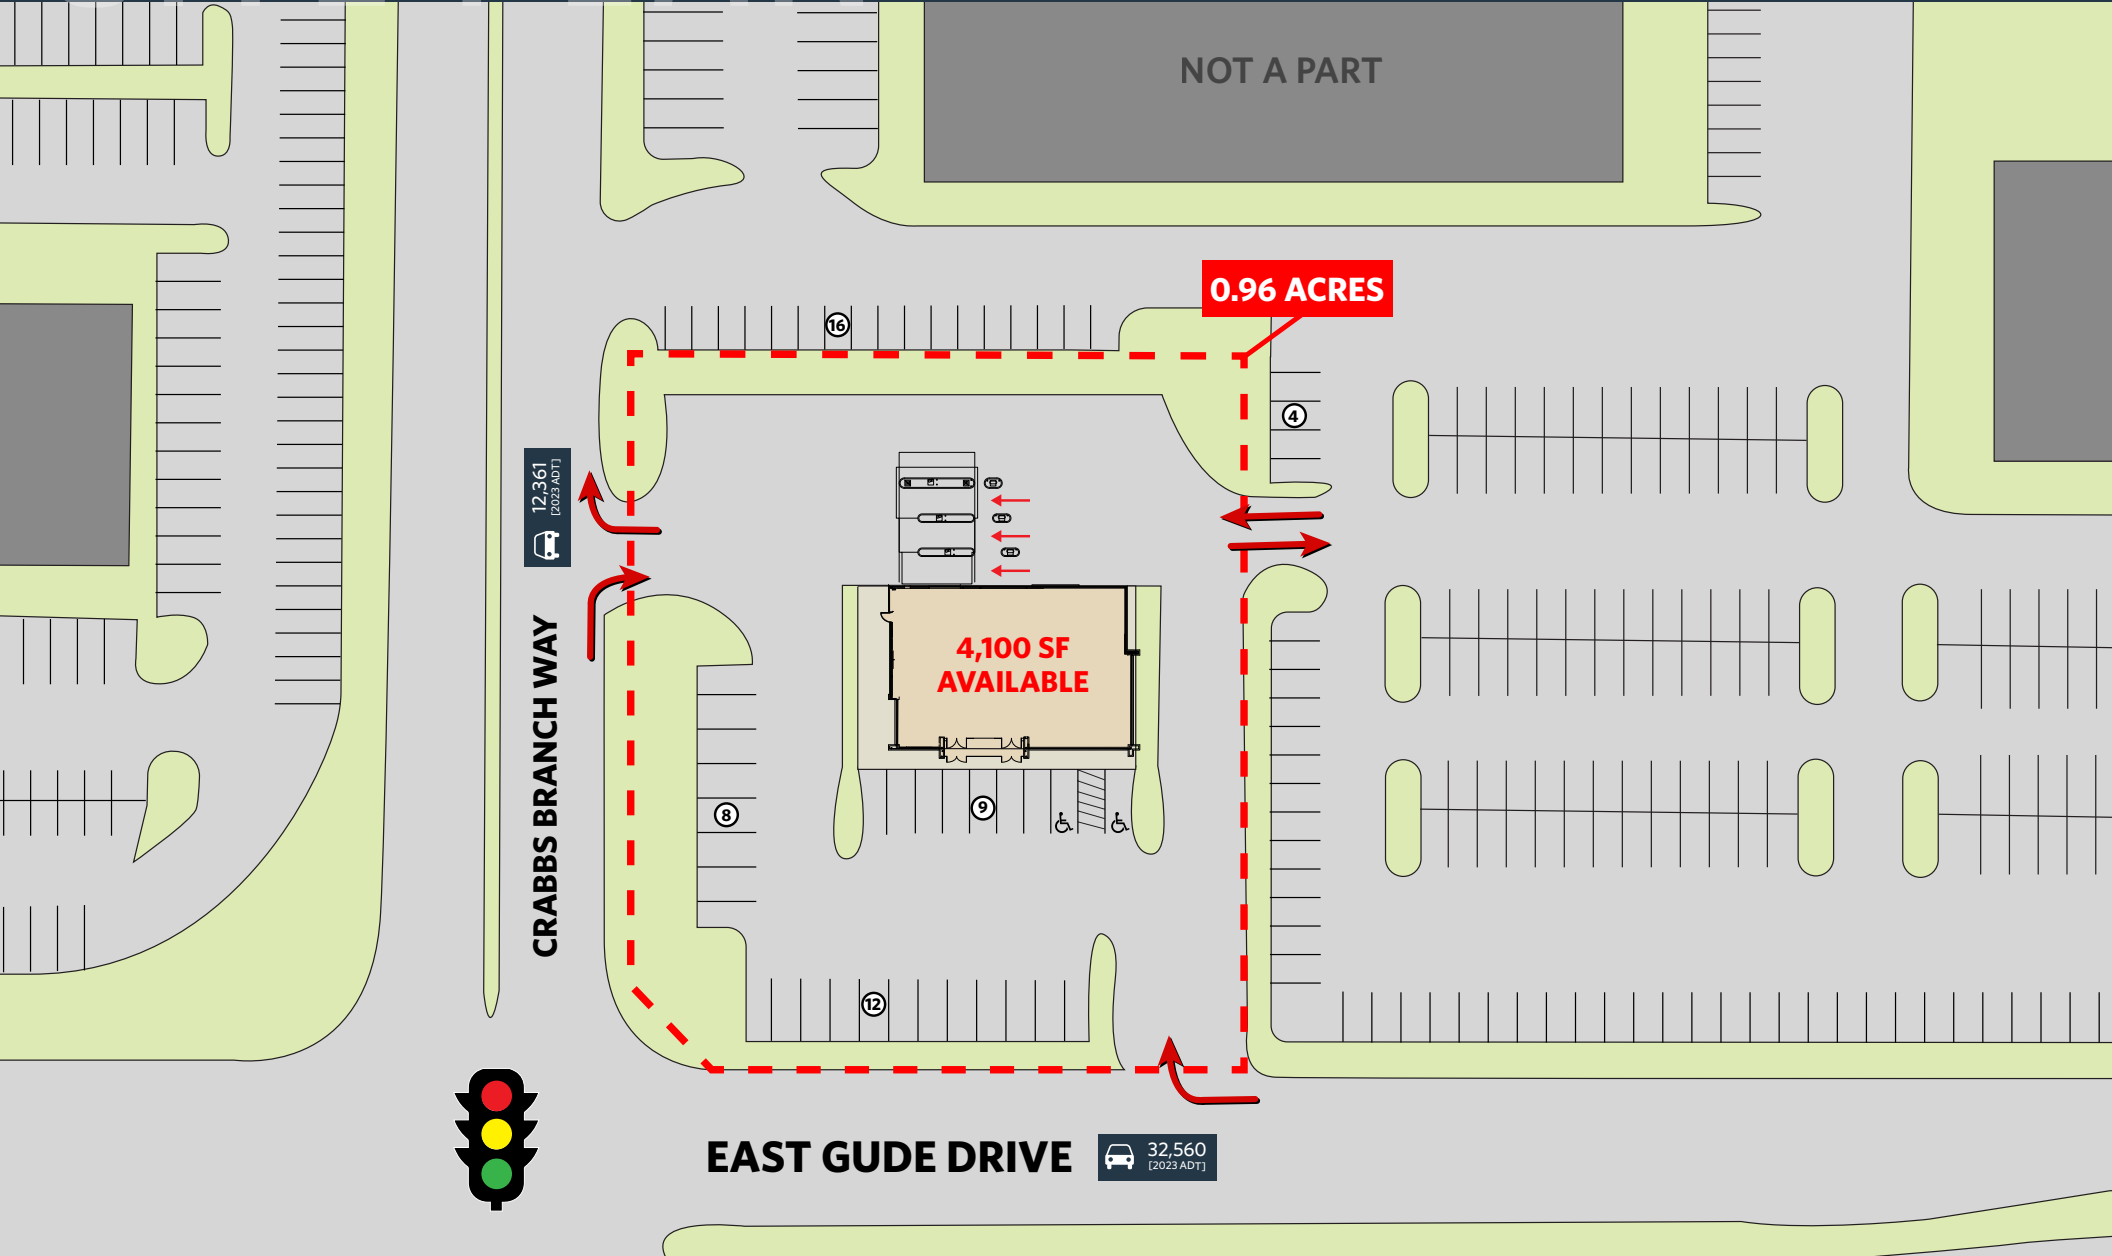 NOT A PART
0.96 ACRES
16
4
12,361
[2023 ADT]
4,100 SF
AVAILABLE
CRABBS BRANCH WAY
8
9
12
EAST GUDE DRIVE
32,560
[2023 ADT]